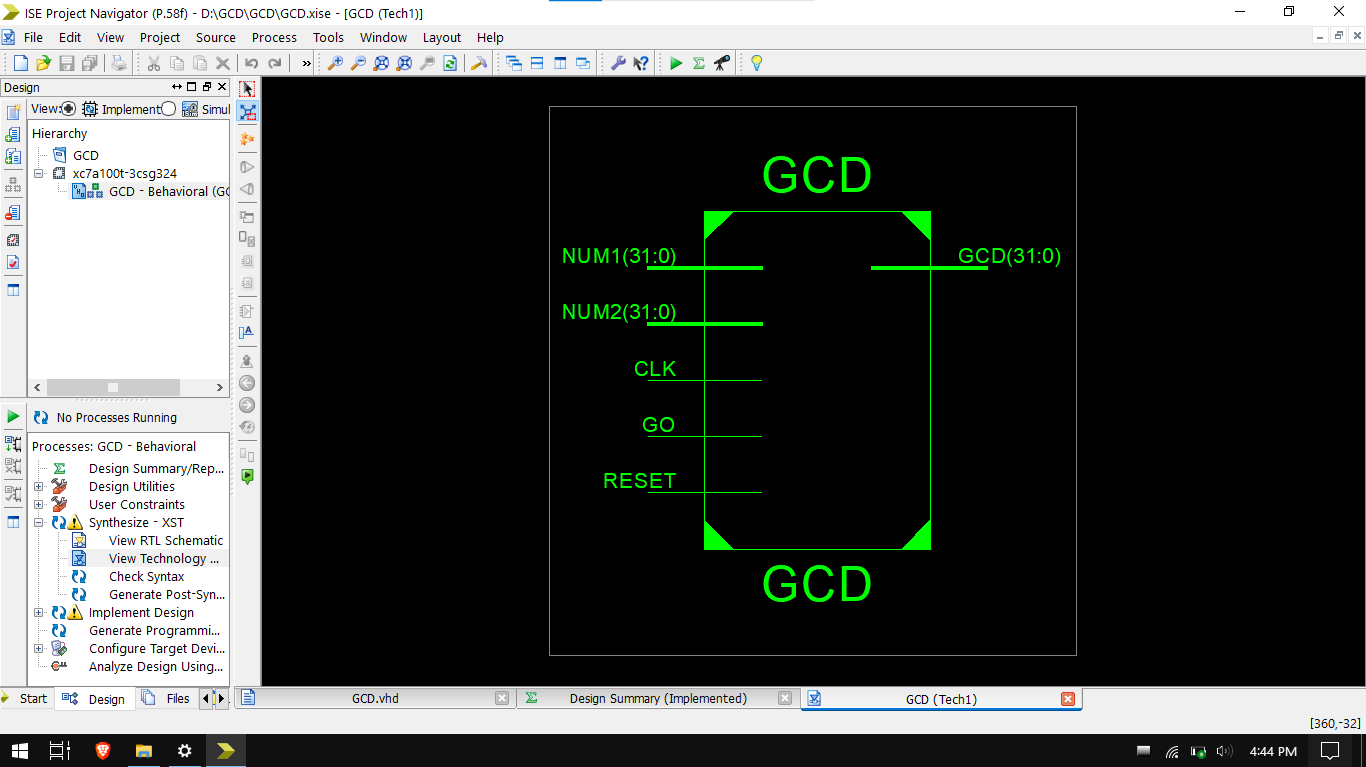 ISE Project Navigator (P.58f) - D:\GCD\GCD\GCD.xise - [GCD (Tech1)]
File Edit View Project Source Process Tools Window Layout Help
»
Design
View: Implement Simul
Hierarchy
GCD
xc7a100t-3csg324
GCD - Behavioral (GC
No Processes Running
Processes: GCD - Behavioral
Design Summary/Rep...
Design Utilities
User Constraints
Synthesize - XST
View RTL Schematic
View Technology ...
Check Syntax
Generate Post-Syn...
Implement Design
Generate Programmi...
Configure Target Devi...
Analyze Design Using...
Start Design Files
GCD
NUM1(31:0)
GCD(31:0)
NUM2(31:0)
CLK
GO
RESET
GCD
GCD.vhd
Design Summary (Implemented)
GCD (Tech1)
[360,-32]
4:44 PM